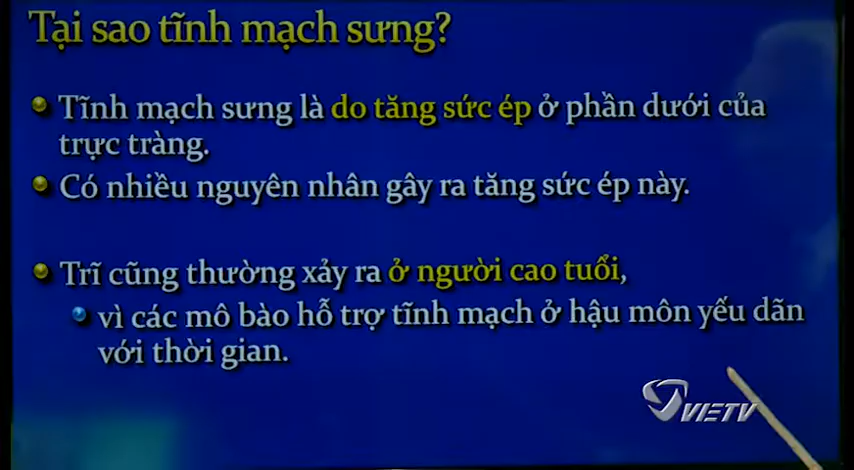 Tại sao tĩnh mạch sưng?
Tĩnh mạch sưng là do tăng sức ép ở phần dưới của
trực tràng.
Có nhiều nguyên nhân gây ra tăng sức ép này.
Trĩ cũng thường xảy ra ở người cao tuổi,
vì các mô bào hỗ trợ tĩnh mạch ở hậu môn yếu dãn
với thời gian.
VIETV